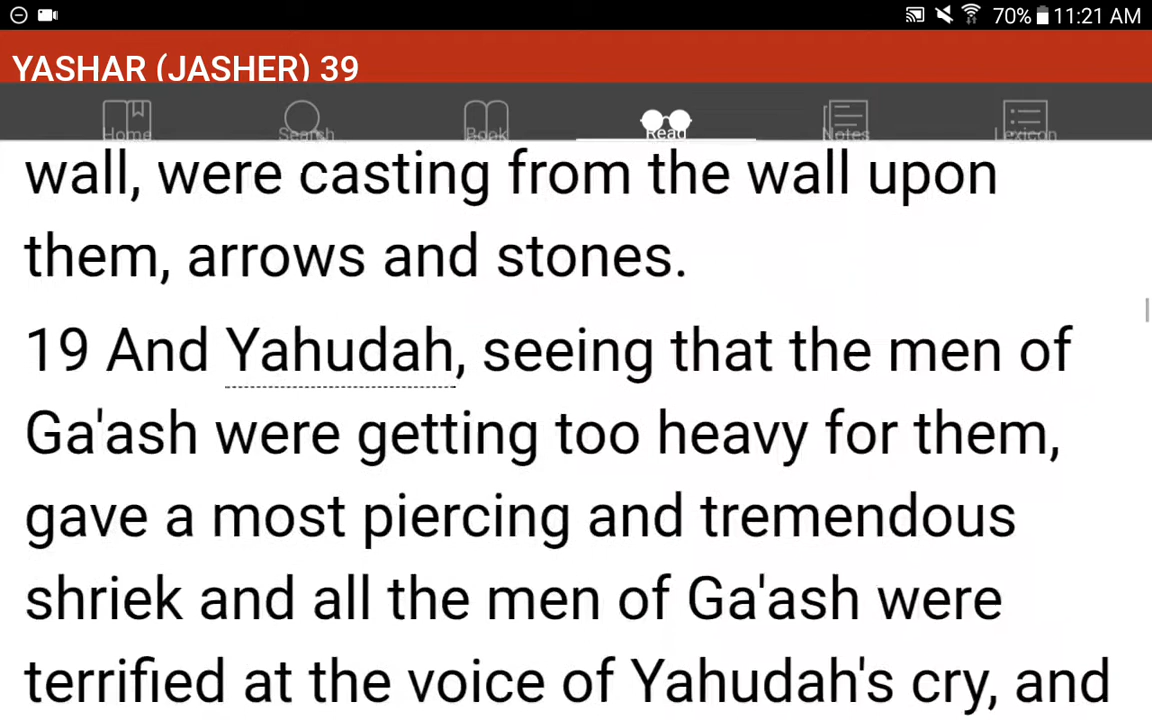 70% 11:21 AM
YASHAR (JASHER) 39
Home Search Book Read Notes Lexicon
wall, were casting from the wall upon
them, arrows and stones.
19 And Yahudah, seeing that the men of
Ga'ash were getting too heavy for them,
gave a most piercing and tremendous
shriek and all the men of Ga'ash were
terrified at the voice of Yahudah's cry, and